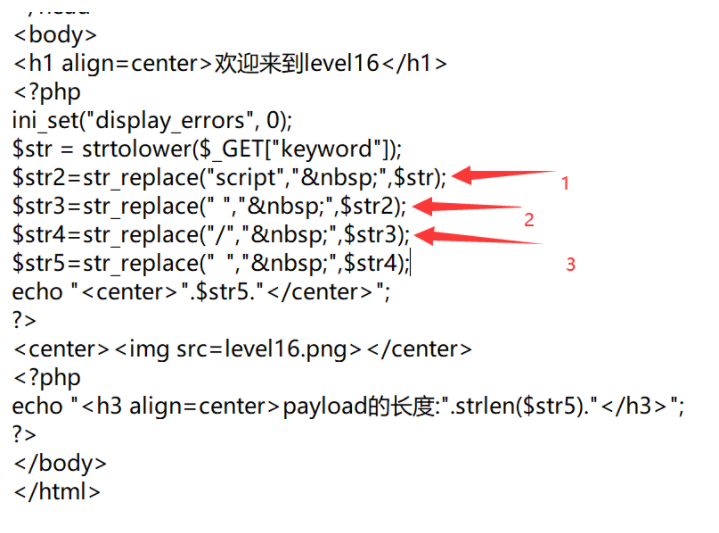 <body>
<h1 align=center>欢迎来到level16</h1>
<?php
ini_set("display_errors", 0);
$str = strtolower($_GET["keyword"]);
$str2=str_replace("script","&nbsp;",$str);
1
$str3=str_replace(" ","&nbsp;",$str2);
2
$str4=str_replace("/","&nbsp;",$str3);
$str5=str_replace("  ","&nbsp;",$str4);
3
echo "<center>".$str5."</center>";
?>
<center><img src=level16.png></center>
<?php
echo "<h3 align=center>payload的长度:".strlen($str5)."</h3>";
?>
</body>
</html>